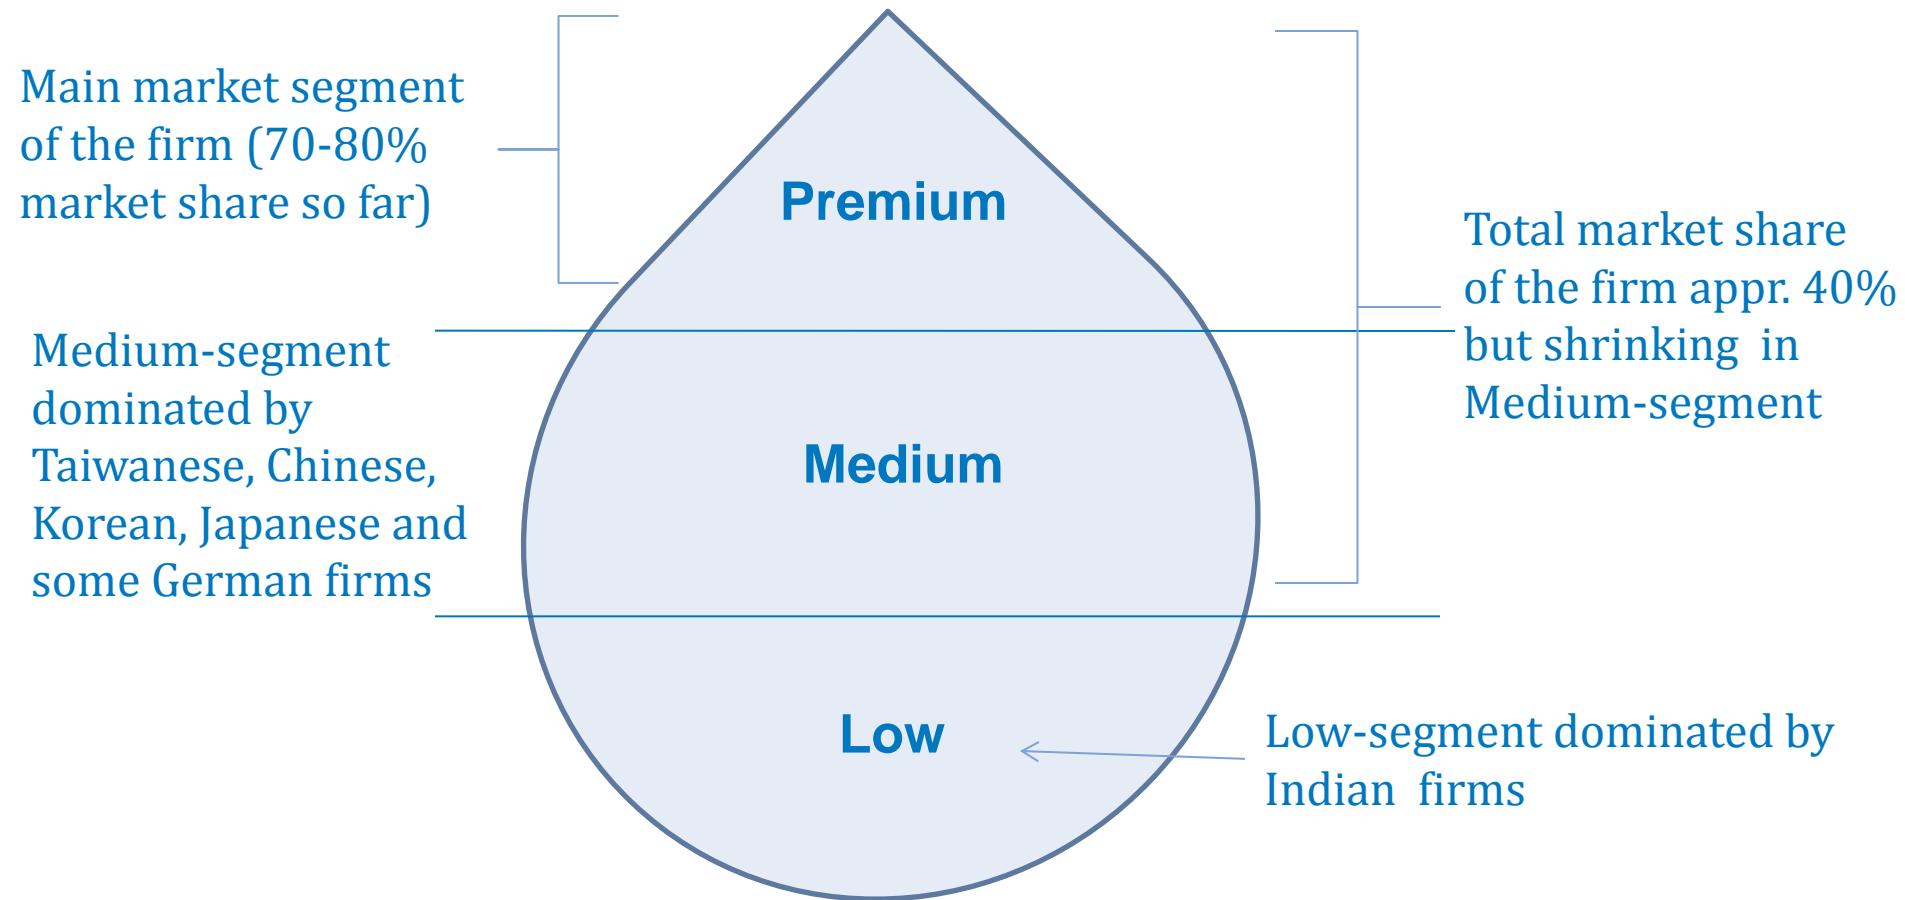 Main market segment
of the firm (70-80%
market share so far)
Premium
Total market share
of the firm appr. 40%
but shrinking in
Medium-segment
Medium-segment
dominated by
Taiwanese, Chinese,
Korean, Japanese and
some German firms
Medium
Low
Low-segment dominated by
Indian firms